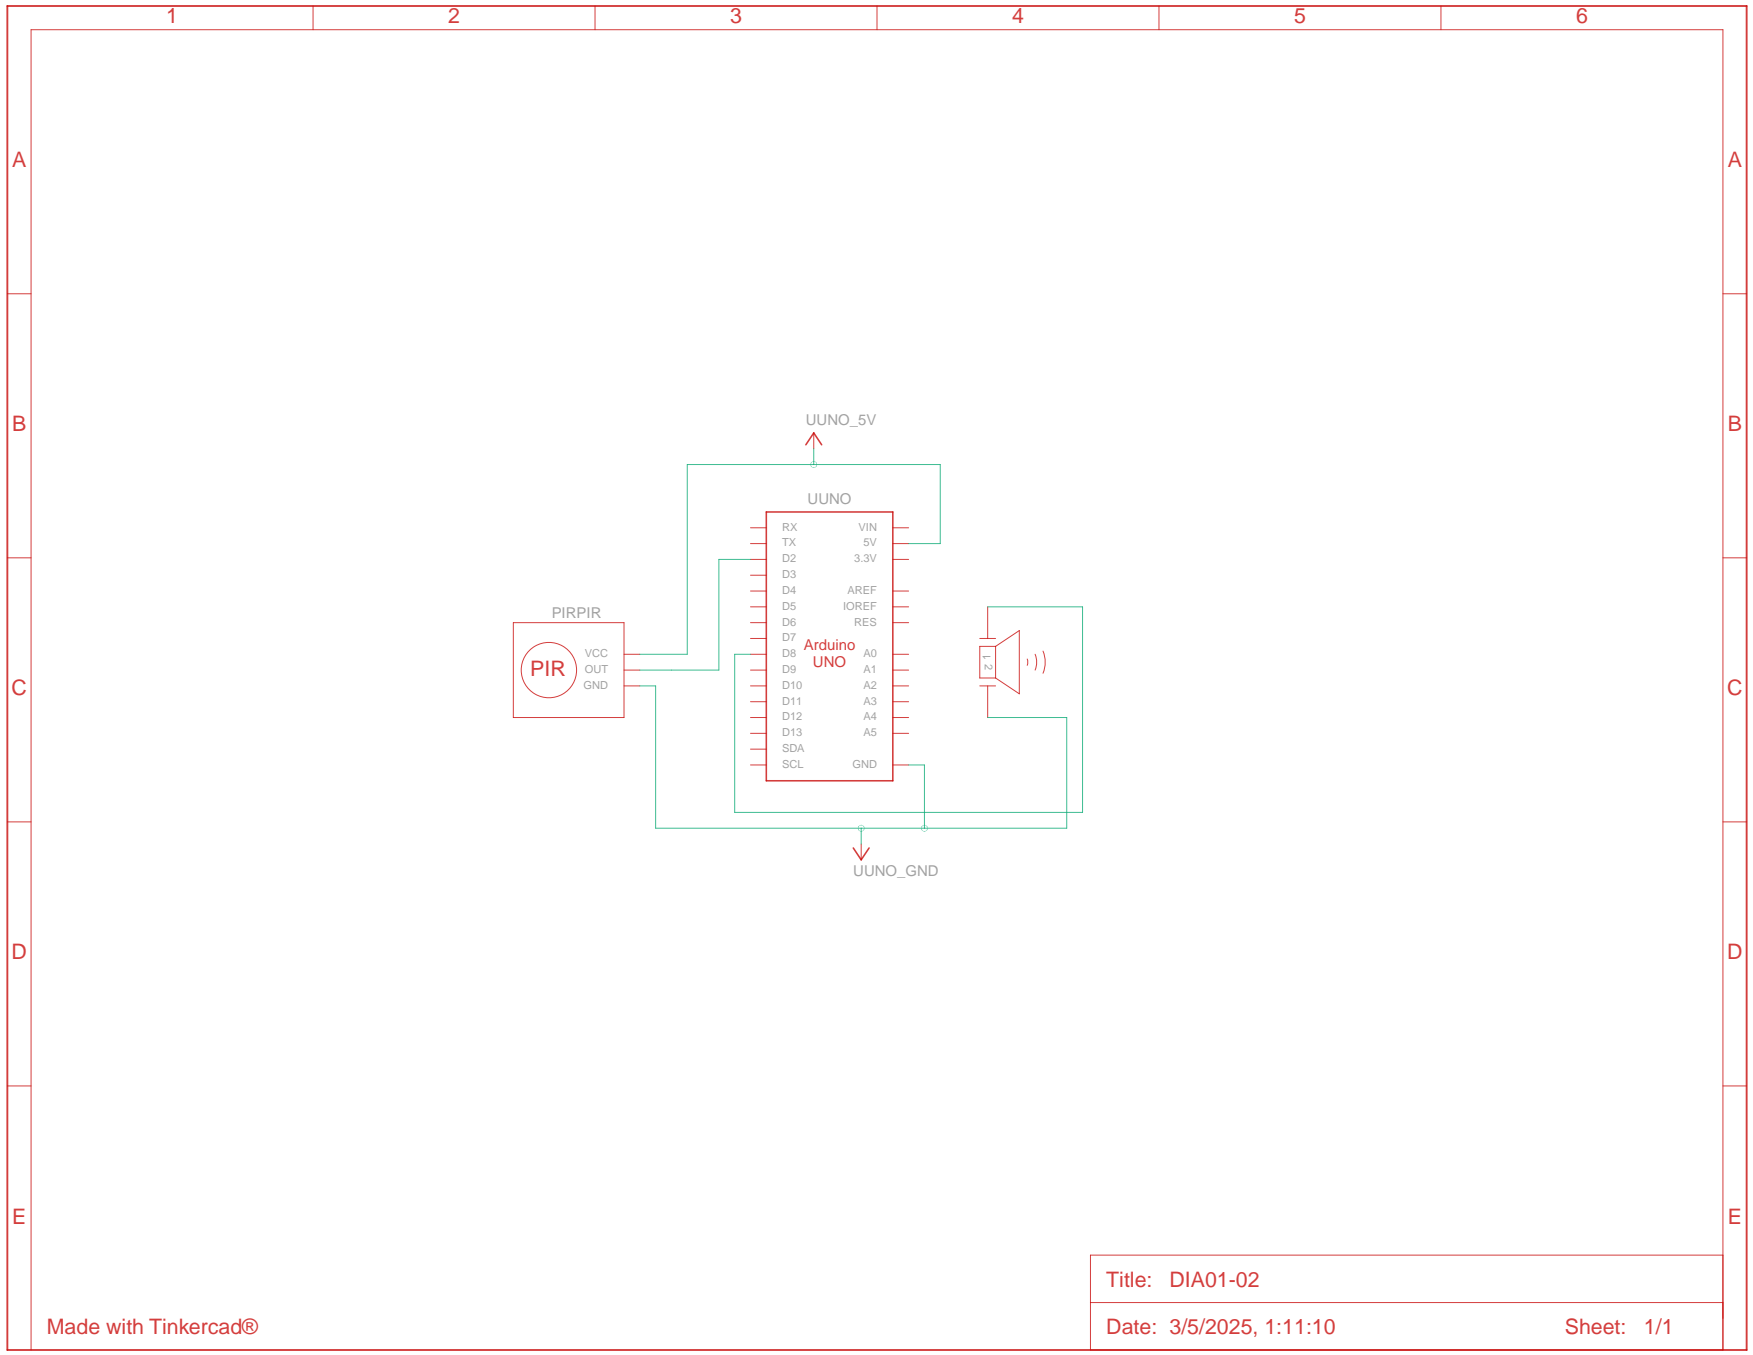 1 2 3 4 5 6
A A
B B
UUNO_5V
UUNO
RX VIN
TX 5V
D2 3.3V
D3
D4 AREF
D5 IOREF
D6 RES
D7
Arduino
UNO
D8 A0
D9 A1
D10 A2
D11 A3
D12 A4
D13 A5
SDA
SCL GND
PIRPIR
PIR
VCC
OUT
GND
1
2
C C
UUNO_GND
D D
E E
Title: DIA01-02
Made with Tinkercad®
Date: 3/5/2025, 1:11:10 Sheet: 1/1